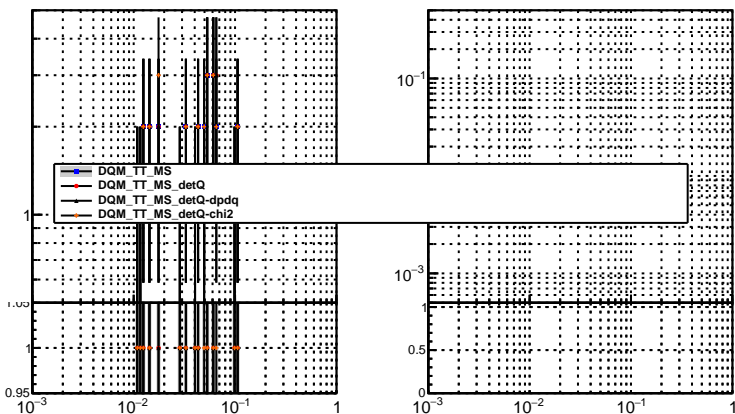 10⁻¹
DQM_TT_MS
DQM_TT_MS_detQ
DQM_TT_MS_detQ-dpdq
DQM_TT_MS_detQ-chi2
1
10⁻³
1.05
1
1
0.5
0.95
0
10⁻³ 10⁻² 10⁻¹ 1
10⁻³ 10⁻² 10⁻¹ 1